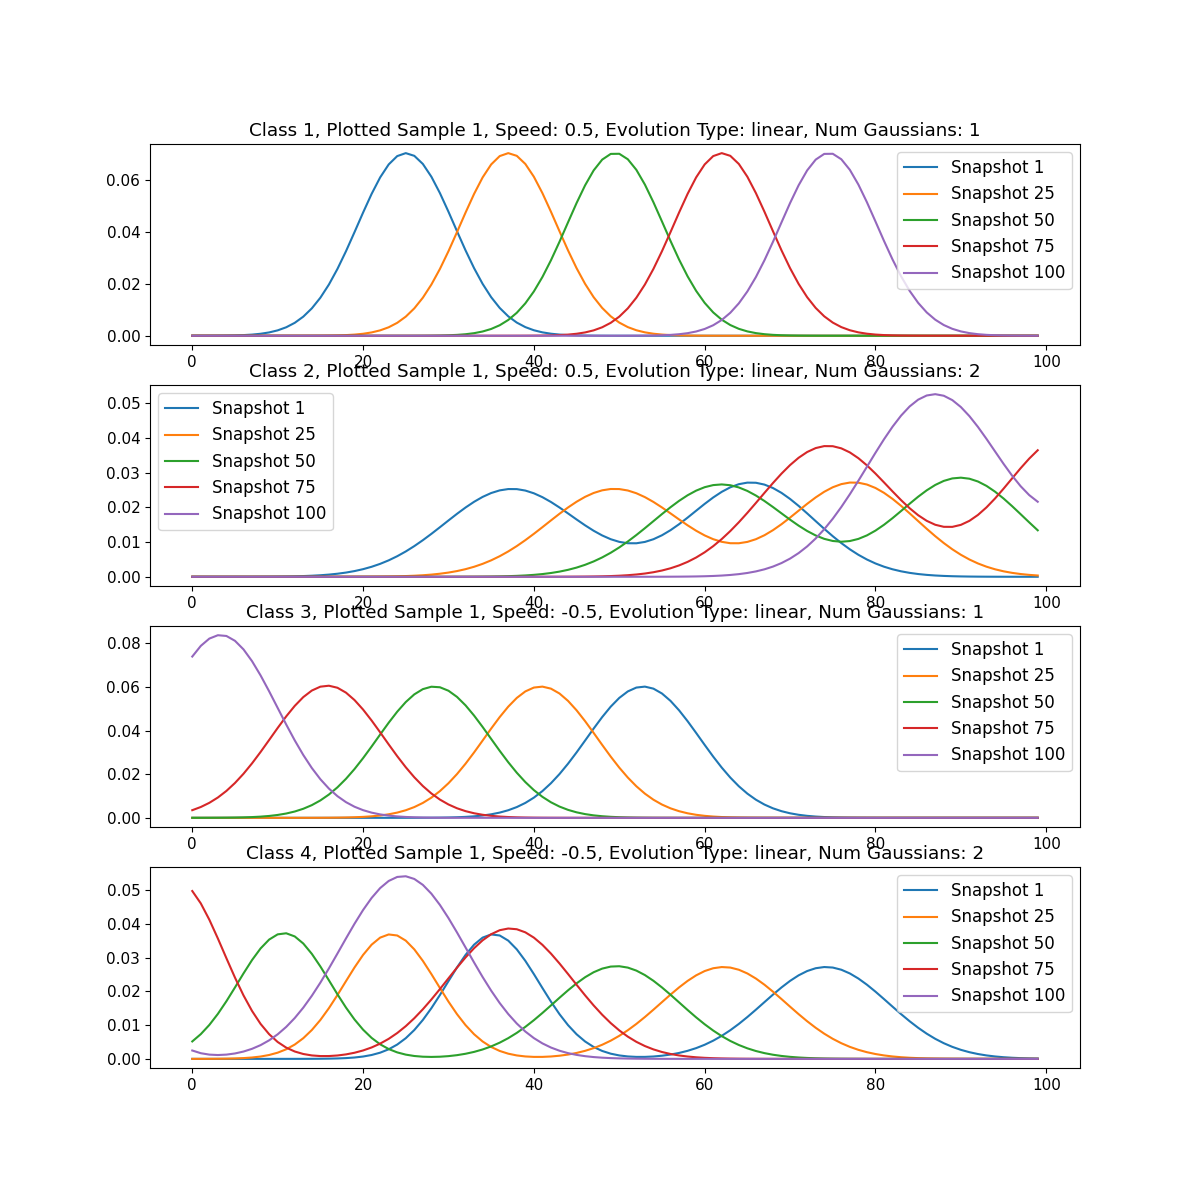 Class 1, Plotted Sample 1, Speed: 0.5, Evolution Type: linear, Num Gaussians: 1
0.06
0.04
0.02
0.00
Snapshot 1
Snapshot 25
Snapshot 50
Snapshot 75
Snapshot 100
0 20 40 60 80 100
Class 2, Plotted Sample 1, Speed: 0.5, Evolution Type: linear, Num Gaussians: 2
0.05
0.04
0.03
0.02
0.01
0.00
Snapshot 1
Snapshot 25
Snapshot 50
Snapshot 75
Snapshot 100
0 20 40 60 80 100
Class 3, Plotted Sample 1, Speed: -0.5, Evolution Type: linear, Num Gaussians: 1
0.08
0.06
0.04
0.02
0.00
Snapshot 1
Snapshot 25
Snapshot 50
Snapshot 75
Snapshot 100
0 20 40 60 80 100
Class 4, Plotted Sample 1, Speed: -0.5, Evolution Type: linear, Num Gaussians: 2
0.05
0.04
0.03
0.02
0.01
0.00
Snapshot 1
Snapshot 25
Snapshot 50
Snapshot 75
Snapshot 100
0 20 40 60 80 100